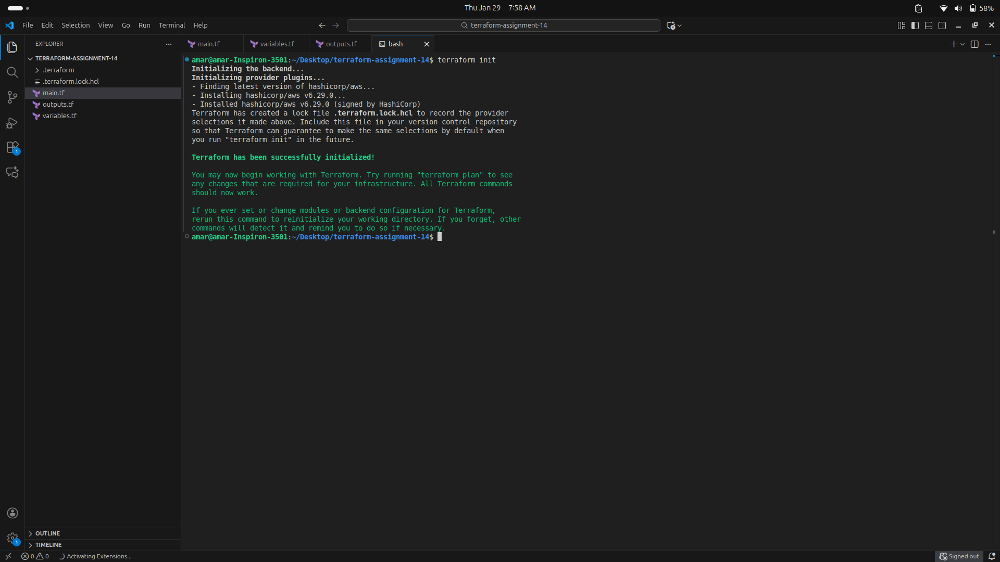 Thu Jan 29 7:58 AM
58%
File Edit Selection View Go Run Terminal Help
terraform-assignment-14
EXPLORER
TERRAFORM-ASSIGNMENT-14
.terraform
.terraform.lock.hcl
main.tf
outputs.tf
variables.tf
main.tf
variables.tf
outputs.tf
bash
amar@amar-Inspiron-3501:~/Desktop/terraform-assignment-14$ terraform init
Initializing the backend...
Initializing provider plugins...
- Finding latest version of hashicorp/aws...
- Installing hashicorp/aws v6.29.0...
- Installed hashicorp/aws v6.29.0 (signed by HashiCorp)
Terraform has created a lock file .terraform.lock.hcl to record the provider
selections it made above. Include this file in your version control repository
so that Terraform can guarantee to make the same selections by default when
you run "terraform init" in the future.
Terraform has been successfully initialized!
You may now begin working with Terraform. Try running "terraform plan" to see
any changes that are required for your infrastructure. All Terraform commands
should now work.
If you ever set or change modules or backend configuration for Terraform,
rerun this command to reinitialize your working directory. If you forget, other
commands will detect it and remind you to do so if necessary.
amar@amar-Inspiron-3501:~/Desktop/terraform-assignment-14$
1
1
OUTLINE
TIMELINE
0 0 Activating Extensions...
Signed out